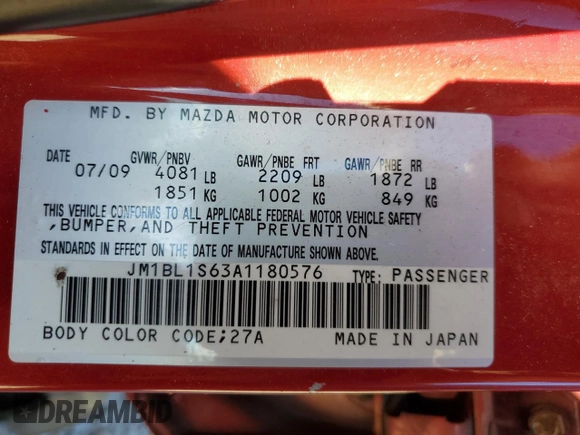 MFD. BY MAZDA MOTOR CORPORATION
DATE GVWR/PNBV GAWR/PNBE FRT GAWR/PNBE RR
07/09 4081 LB 2209 LB 1872 LB
1851 KG 1002 KG 849 KG
THIS VEHICLE CONFORMS TO ALL APPLICABLE FEDERAL MOTOR VEHICLE SAFETY
,BUMPER,AND THEFT PREVENTION
STANDARDS IN EFFECT ON THE DATE OF MANUFACTURE SHOWN ABOVE.
JM1BL1S63A1180576 TYPE: PASSENGER
BODY COLOR CODE;27A MADE IN JAPAN
DREAMBID